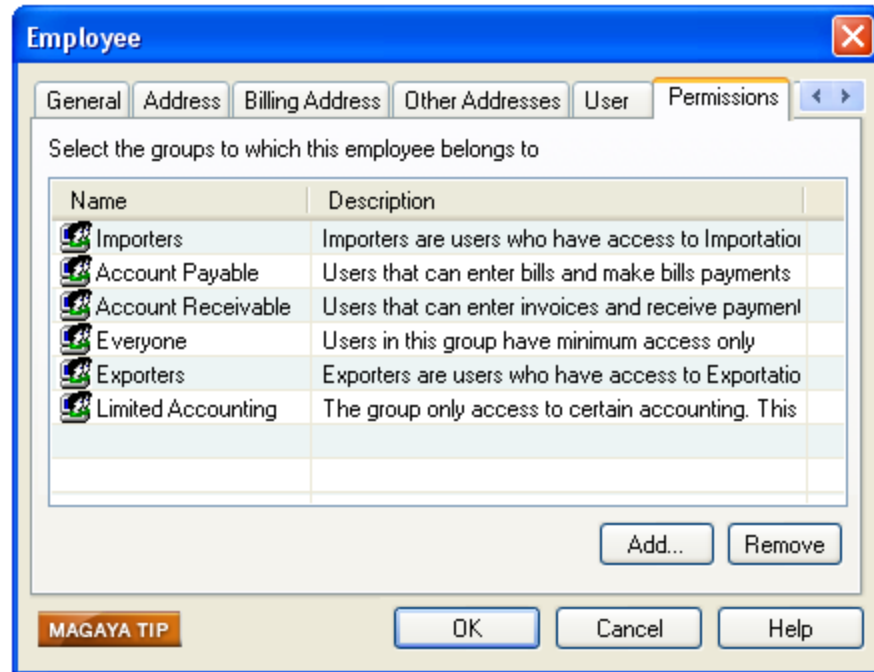 Employee
General Address Billing Address Other Addresses User Permissions
Select the groups to which this employee belongs to
Name Description
Importers Importers are users who have access to Importation
Account Payable Users that can enter bills and make bills payments
Account Receivable Users that can enter invoices and receive payment
Everyone Users in this group have minimum access only
Exporters Exporters are users who have access to Exportatio
Limited Accounting The group only access to certain accounting. This
Add... Remove
MAGAYA TIP OK Cancel Help